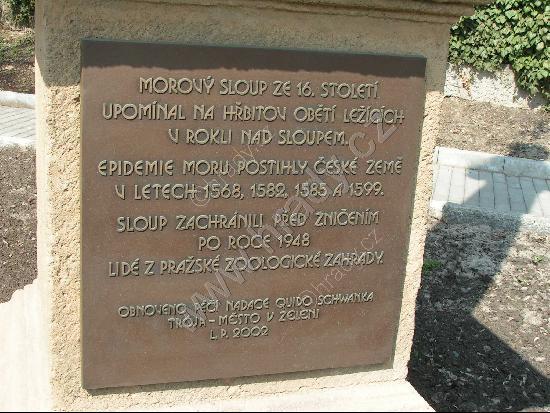 MOROVÝ SLOUP ZE 16. STOLETÍ
UPOMÍNAL NA HŘBITOV OBĚTÍ LEŽÍCÍCH
V ROKLI NAD SLOUPEM.
EPIDEMIE MORU POSTIHLY ČESKÉ ZEMĚ
V LETECH 1568, 1582, 1585 A 1599.
SLOUP ZACHRÁNILI PŘED ZNIČENÍM
PO ROCE 1948
LIDÉ Z PRAŽSKÉ ZOOLOGICKÉ ZAHRADY.
OBNOVENO PÉČÍ NADACE QUIDO SCHWANKA
TROJA - MĚSTO V ZELENI
L.P. 2002